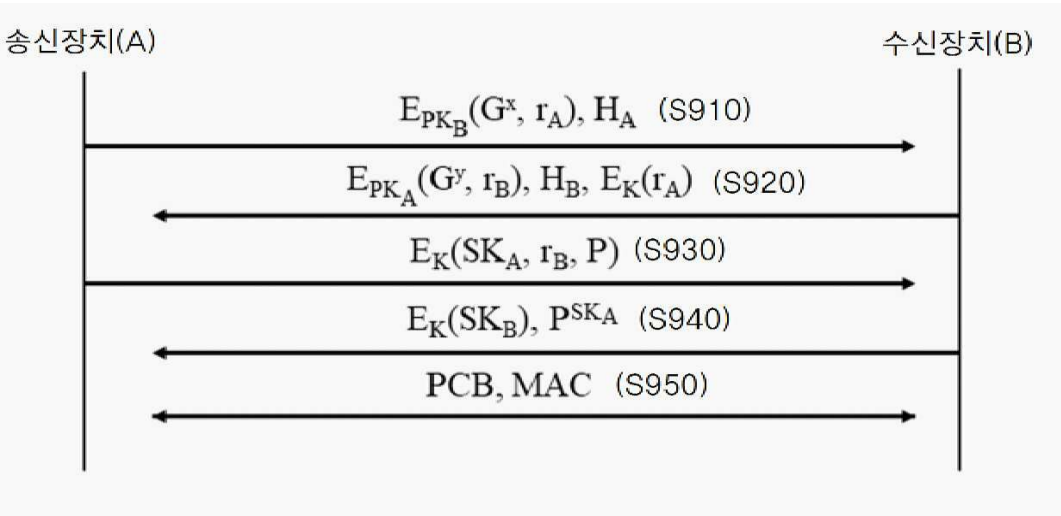 송신장치(A) 수신장치(B)
E_{PK_B}(G^x, r_A), H_A (S910)
E_{PK_A}(G^y, r_B), H_B, E_K(r_A) (S920)
E_K(SK_A, r_B, P) (S930)
E_K(SK_B), P^{SK_A} (S940)
PCB, MAC (S950)